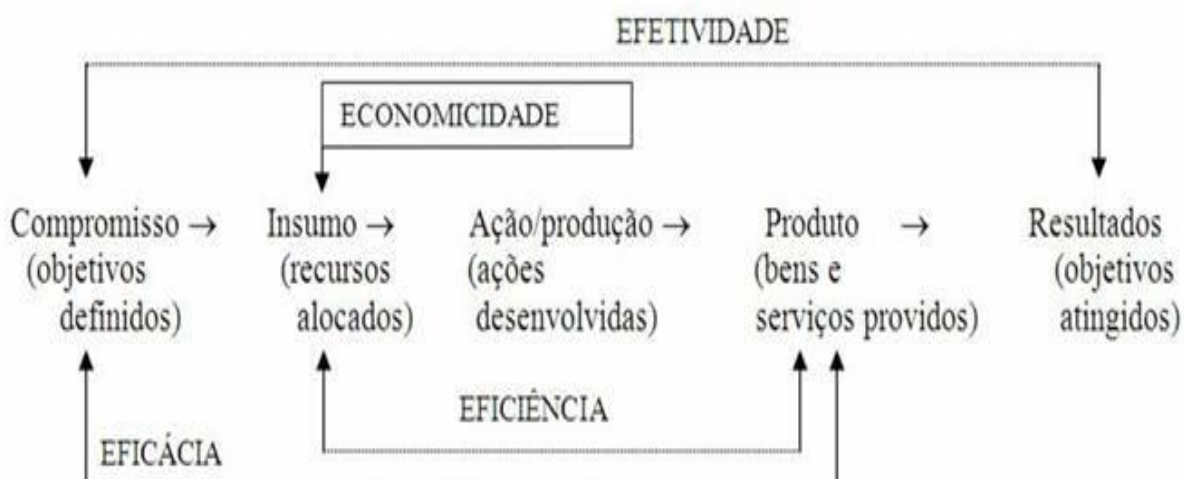 EFETIVIDADE
ECONOMICIDADE
Compromisso → Insumo → Ação/produção → Produto → Resultados
(objetivos (recursos (ações (bens e (objetivos
definidos) alocados) desenvolvidas) serviços providos) atingidos)
EFICIÊNCIA
EFICÁCIA